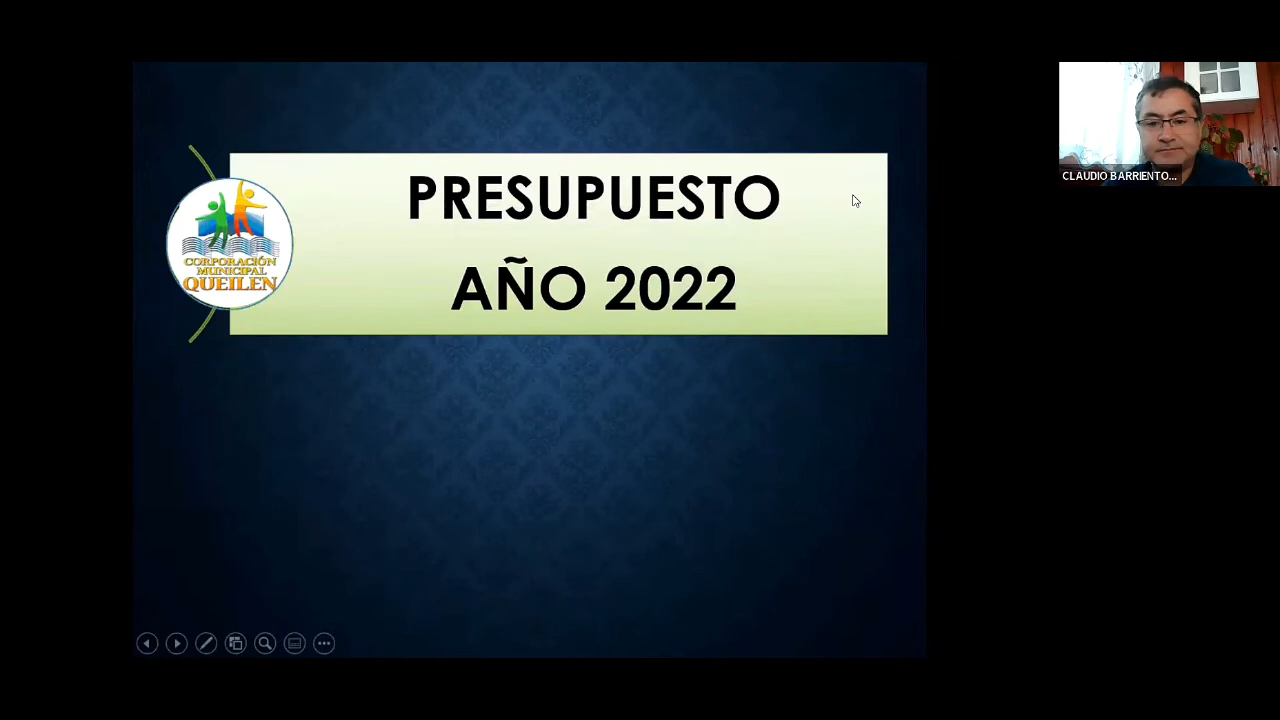 PRESUPUESTO
AÑO 2022
CORPORACIÓN
MUNICIPAL
QUEILEN
CLAUDIO BARRIENTO...